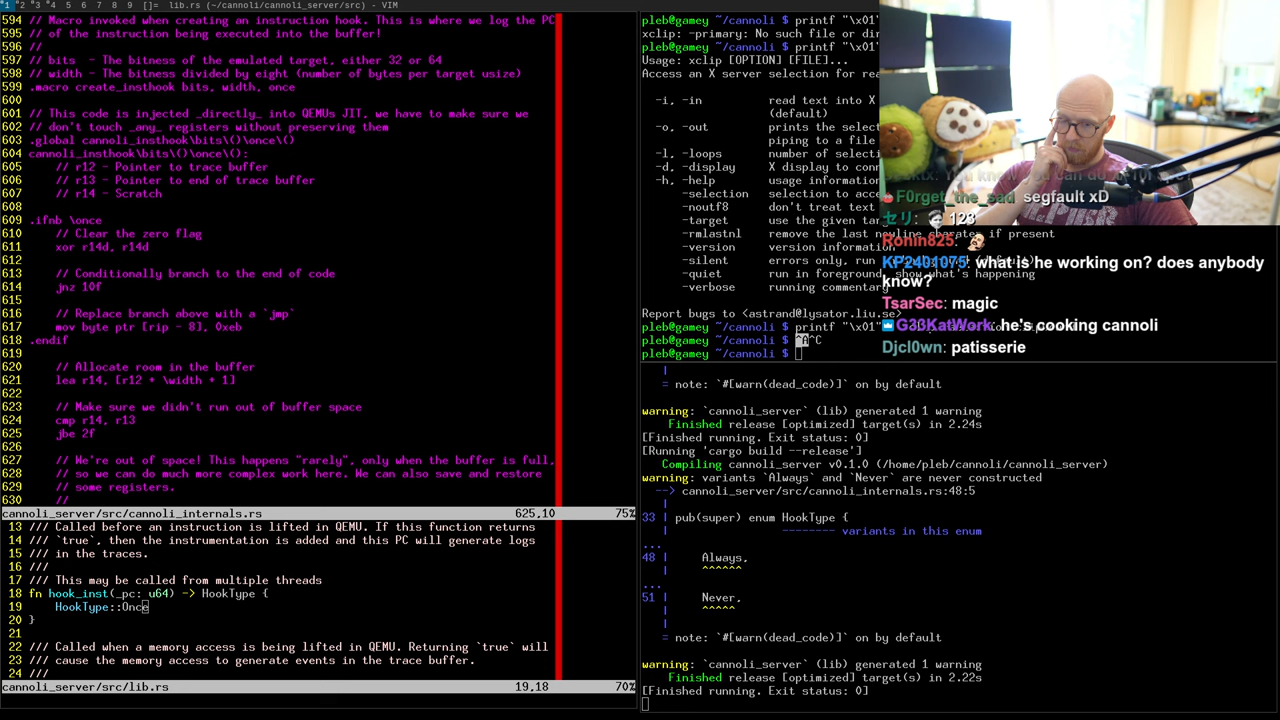 *1 *2 *3 *4 5 6 7 8 9 []= lib.rs (~/cannoli/cannoli_server/src) - VIM
594 // Macro invoked when creating an instruction hook. This is where we log the PC
595 // of the instruction being executed into the buffer!
596 //
597 // bits  - The bitness of the emulated target, either 32 or 64
598 // width - The bitness divided by eight (number of bytes per target usize)
599 .macro create_insthook bits, width, once
600
601 // This code is injected _directly_ into QEMUs JIT, we have to make sure we
602 // don't touch _any_ registers without preserving them
603 .global cannoli_insthook\bits\()\once\()
604 cannoli_insthook\bits\()\once\():
605     // r12 - Pointer to trace buffer
606     // r13 - Pointer to end of trace buffer
607     // r14 - Scratch
608
609 .ifnb \once
610     // Clear the zero flag
611     xor r14d, r14d
612
613     // Conditionally branch to the end of code
614     jnz 10f
615
616     // Replace branch above with a `jmp`
617     mov byte ptr [rip - 8], 0xeb
618 .endif
619
620     // Allocate room in the buffer
621     lea r14, [r12 + \width + 1]
622
623     // Make sure we didn't run out of buffer space
624     cmp r14, r13
625     jbe 2f
626
627     // We're out of space! This happens "rarely", only when the buffer is full,
628     // so we can do much more complex work here. We can also save and restore
629     // some registers.
630     //
cannoli_server/src/cannoli_internals.rs 625,10 75%
13 /// Called before an instruction is lifted in QEMU. If this function returns
14 /// `true`, then the instrumentation is added and this PC will generate logs
15 /// in the traces.
16 ///
17 /// This may be called from multiple threads
18 fn hook_inst(_pc: u64) -> HookType {
19     HookType::Once
20 }
21
22 /// Called when a memory access is being lifted in QEMU. Returning `true` will
23 /// cause the memory access to generate events in the trace buffer.
24 ///
cannoli_server/src/lib.rs 19,18 70%
pleb@gamey ~/cannoli $ printf "\x01"
xclip: -primary: No such file or dir
pleb@gamey ~/cannoli $ printf "\x01"
Usage: xclip [OPTION] [FILE]...
Access an X server selection for rea
-i, -in          read text into X
(default)
-o, -out         prints the select
piping to a file
-l, -loops       number of selecti
-d, -display     X display to conn
-h, -help        usage information
-selection   selection to acce
-noutf8      don't treat text
-target      use the given tar
-rmlastnl    remove the last newline charater if present
-version     version information
-silent      errors only, run
-quiet       run in foreground, show what's happening
-verbose     running commentary
Report bugs to <astrand@lysator.liu.se>
pleb@gamey ~/cannoli $ printf "\x01"
pleb@gamey ~/cannoli $ ^A^C
pleb@gamey ~/cannoli $
F0rget_the_sad segfault xD
セリ: 123
Ronin825:
KP2401075: what is he working on? does anybody
know?
TsarSec: magic
G33KatWork: he's cooking cannoli
Djcl0wn: patisserie
|
= note: `#[warn(dead_code)]` on by default
warning: `cannoli_server` (lib) generated 1 warning
Finished release [optimized] target(s) in 2.24s
[Finished running. Exit status: 0]
[Running 'cargo build --release']
Compiling cannoli_server v0.1.0 (/home/pleb/cannoli/cannoli_server)
warning: variants `Always` and `Never` are never constructed
--> cannoli_server/src/cannoli_internals.rs:48:5
|
33 | pub(super) enum HookType {
|                 -------- variants in this enum
...
48 |     Always,
|     ^^^^^^
...
51 |     Never,
|     ^^^^^
|
= note: `#[warn(dead_code)]` on by default
warning: `cannoli_server` (lib) generated 1 warning
Finished release [optimized] target(s) in 2.22s
[Finished running. Exit status: 0]